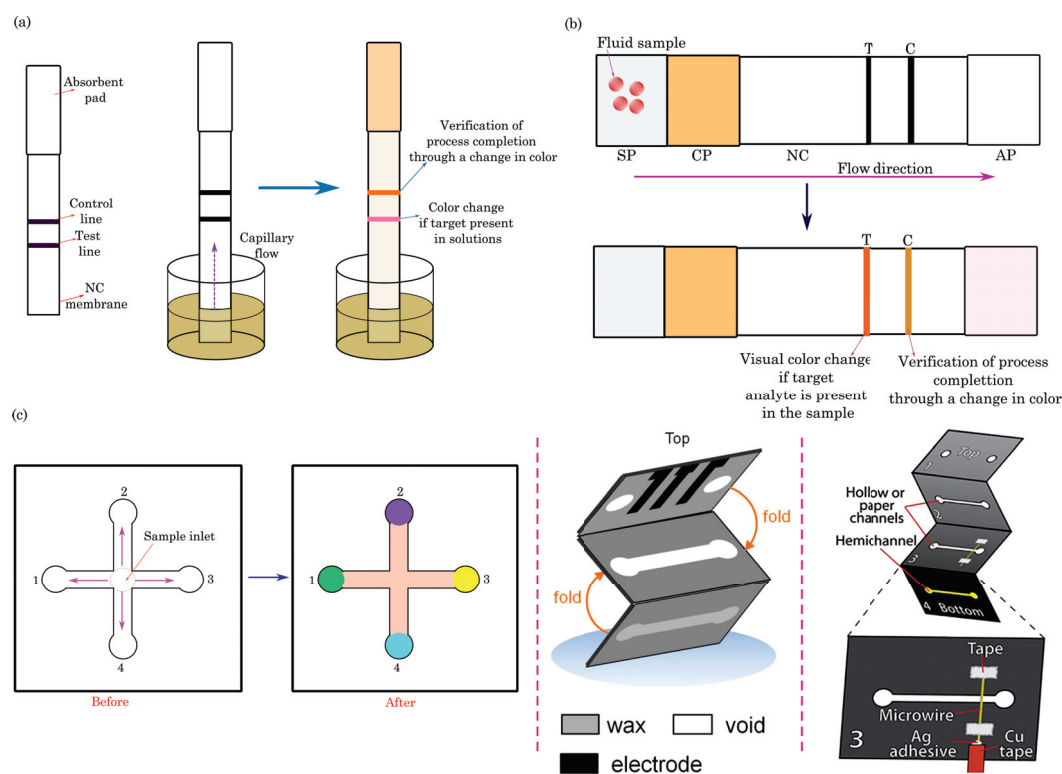 (a)
Absorbent
pad
Control
line
Test
line
NC
membrane
Capillary
flow
Verification of
process completion
through a change in color
Color change
if target present
in solutions
(b)
Fluid sample
T
C
SP
CP
NC
AP
Flow direction
T
C
Visual color change
if target
analyte is present
in the sample
Verification of process
complettion
through a change in color
(c)
2
Sample inlet
1
3
4
Before
2
1
3
4
After
Top
fold
fold
wax
void
electrode
Top
1
Hollow or
paper
channels
2
Hemichannel
3
4 Bottom
Tape
Microwire
3
Ag
adhesive
Cu
tape